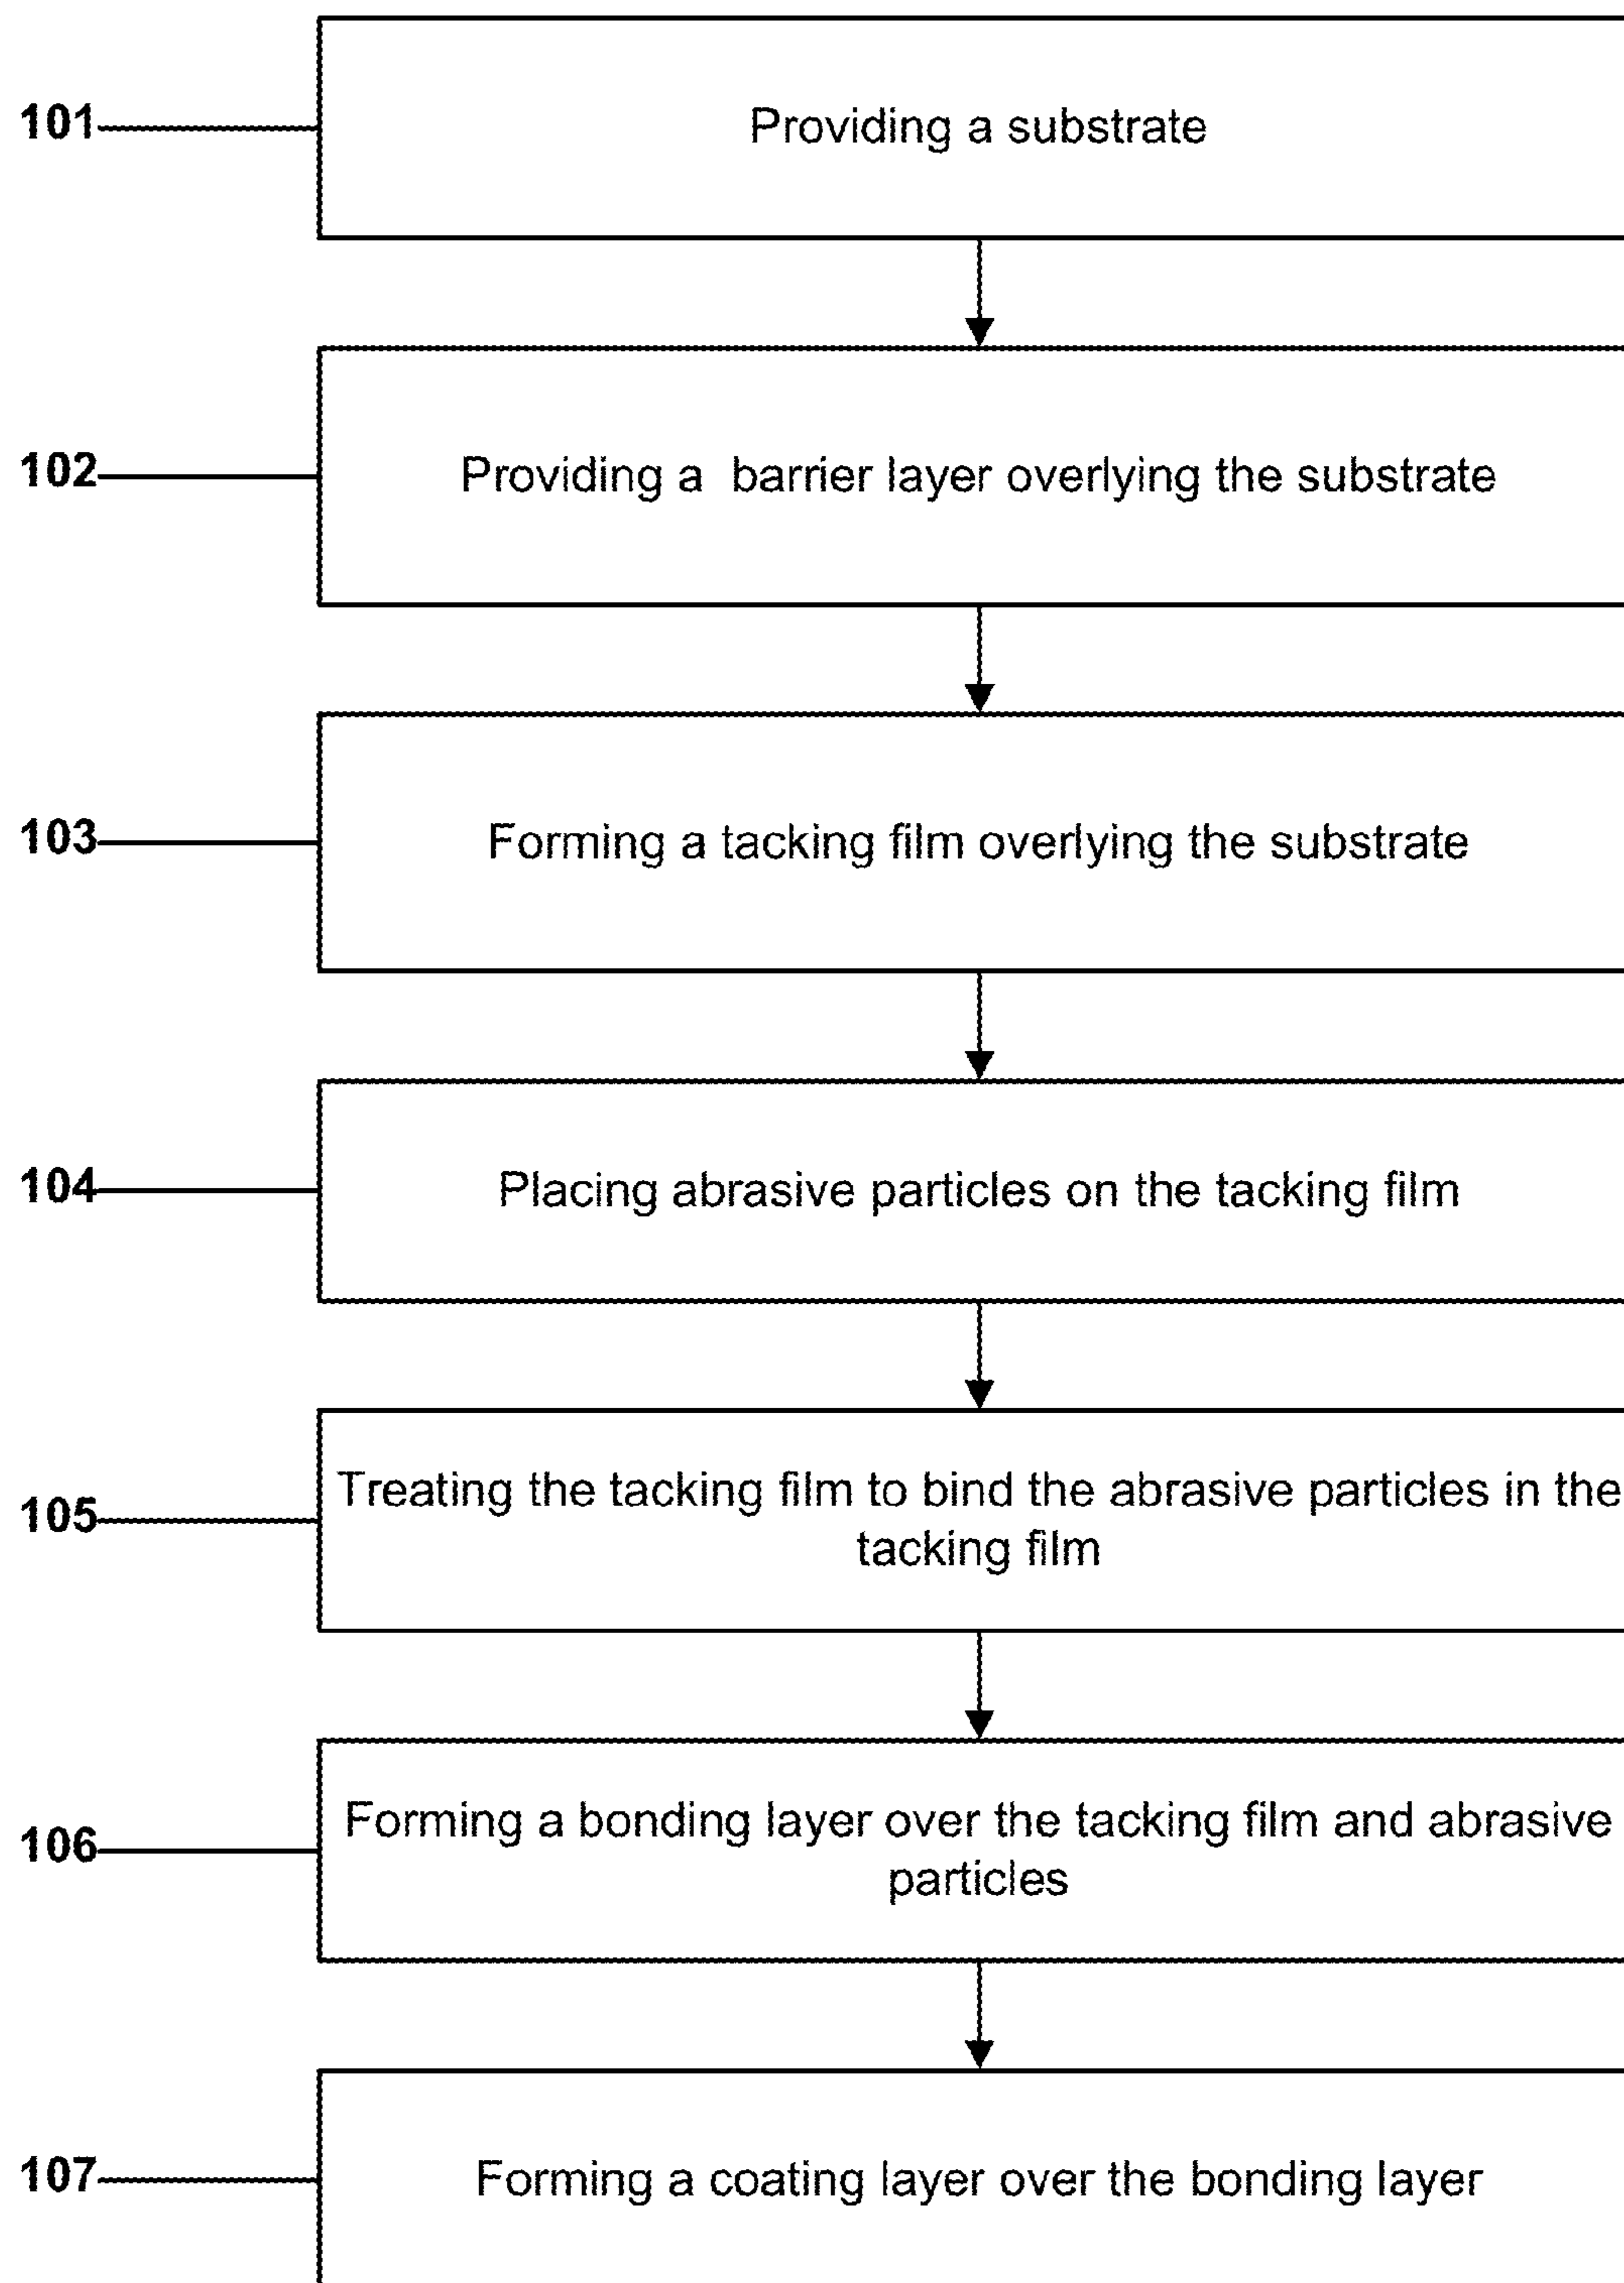 101
Providing a substrate
102
Providing a barrier layer overlying the substrate
103
Forming a tacking film overlying the substrate
104
Placing abrasive particles on the tacking film
105
Treating the tacking film to bind the abrasive particles in the
tacking film
106
Forming a bonding layer over the tacking film and abrasive
particles
107
Forming a coating layer over the bonding layer